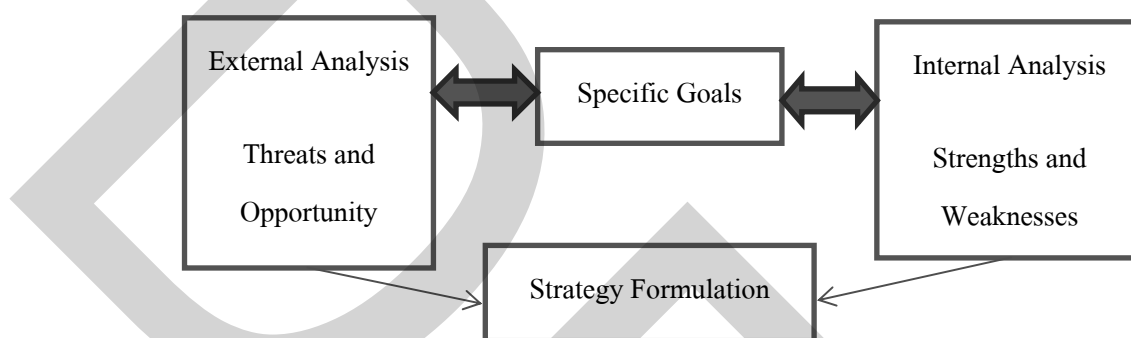 External Analysis
Threats and
Opportunity
Specific Goals
Internal Analysis
Strengths and
Weaknesses
Strategy Formulation